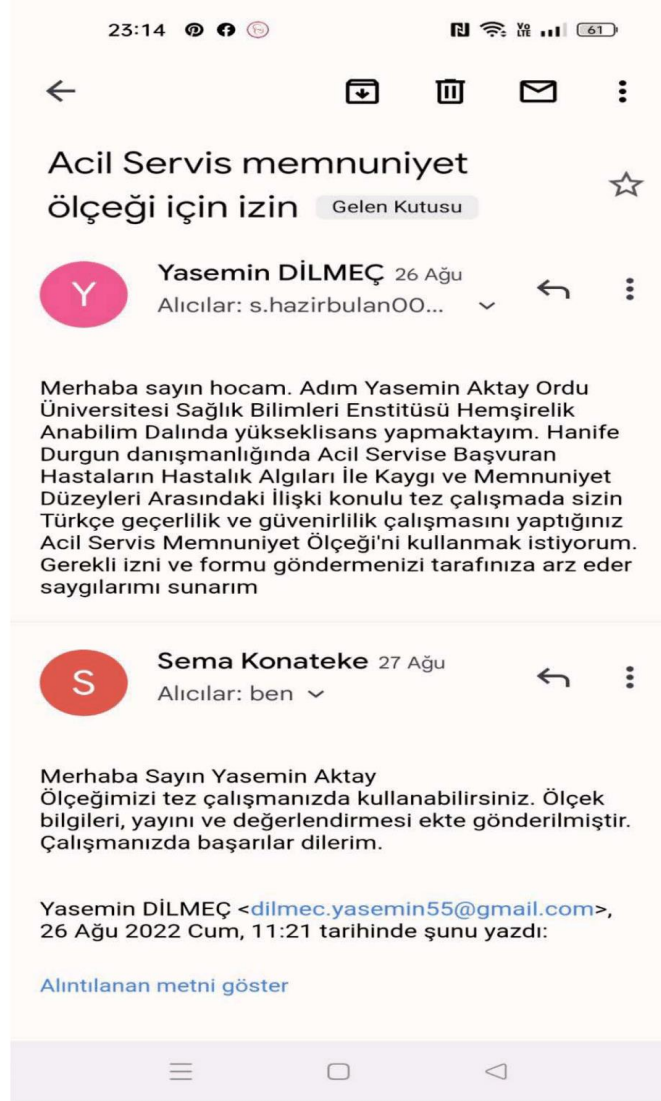 23:14
Vo
LTE
61
Acil Servis memnuniyet
ölçeği için izin Gelen Kutusu
Y
Yasemin DİLMEÇ 26 Ağu
Alıcılar: s.hazirbulan00...
Merhaba sayın hocam. Adım Yasemin Aktay Ordu
Üniversitesi Sağlık Bilimleri Enstitüsü Hemşirelik
Anabilim Dalında yükseklisans yapmaktayım. Hanife
Durgun danışmanlığında Acil Servise Başvuran
Hastaların Hastalık Algıları İle Kaygı ve Memnuniyet
Düzeyleri Arasındaki İlişki konulu tez çalışmada sizin
Türkçe geçerlilik ve güvenirlilik çalışmasını yaptığınız
Acil Servis Memnuniyet Ölçeği'ni kullanmak istiyorum.
Gerekli izni ve formu göndermenizi tarafınıza arz eder
saygılarımı sunarım
S
Sema Konateke 27 Ağu
Alıcılar: ben
Merhaba Sayın Yasemin Aktay
Ölçeğimizi tez çalışmanızda kullanabilirsiniz. Ölçek
bilgileri, yayını ve değerlendirmesi ekte gönderilmiştir.
Çalışmanızda başarılar dilerim.
Yasemin DİLMEÇ <dilmec.yasemin55@gmail.com>,
26 Ağu 2022 Cum, 11:21 tarihinde şunu yazdı:
Alıntılanan metni göster